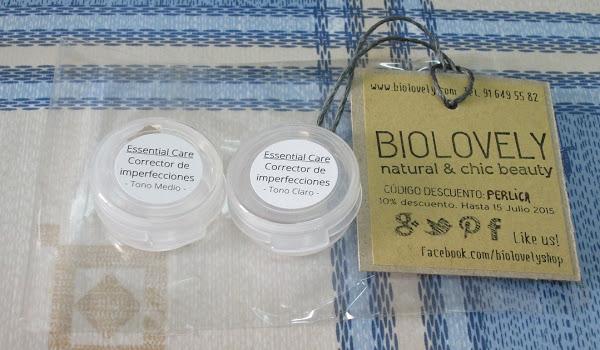 Essential Care
Corrector de
imperfecciones
- Tono Medio -
Essential Care
Corrector de
imperfecciones
- Tono Claro -
www.biolovely.com Tel. 91 649 55 82
BIOLOVELY
natural & chic beauty
CÓDIGO DESCUENTO: PERLICA
10% descuento. Hasta 15 Julio 2015
Like us!
Facebook.com/biolovelyshop